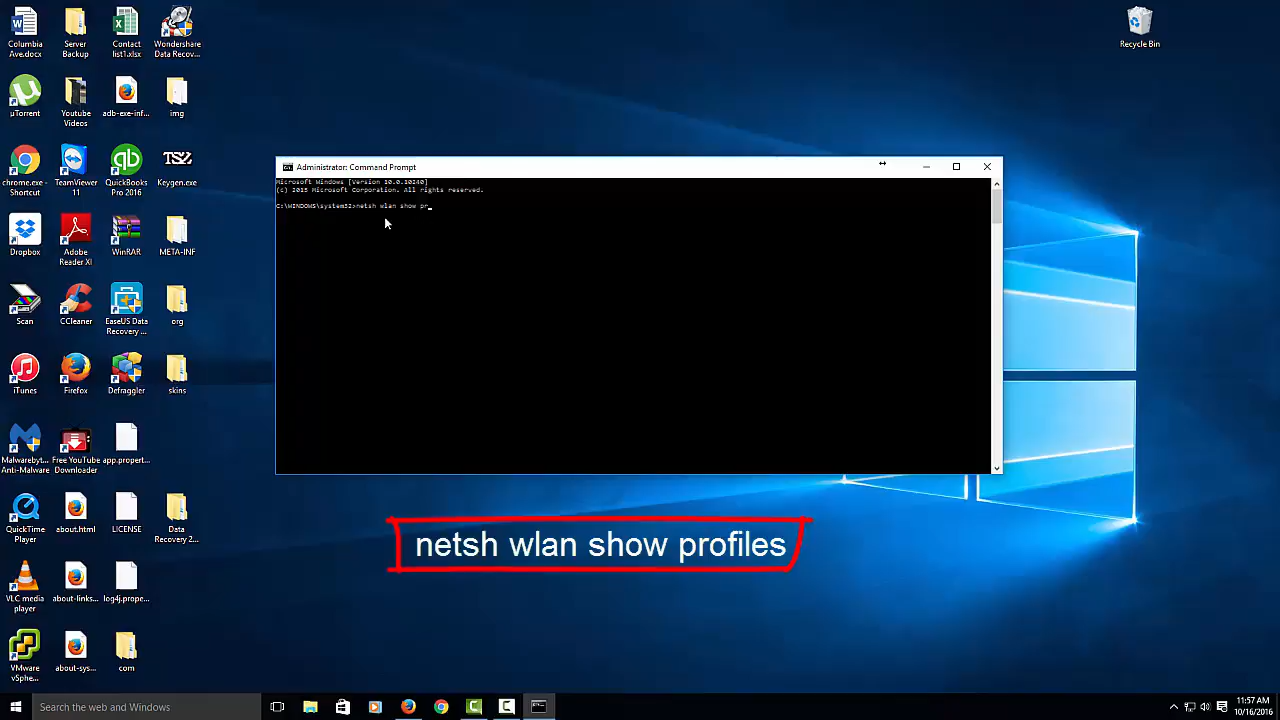 Columbia
Ave.docx
Server
Backup
Contact
list1.xlsx
Wondershare
Data Recov...
Recycle Bin
µTorrent
Youtube
Videos
adb-exe-inf...
img
chrome.exe -
Shortcut
TeamViewer
11
QuickBooks
Pro 2016
Keygen.exe
Dropbox
Adobe
Reader XI
WinRAR
META-INF
Scan
CCleaner
EaseUS Data
Recovery ...
org
iTunes
Firefox
Defraggler
skins
Malwarebyt...
Anti-Malware
Free YouTube
Downloader
app.propert...
QuickTime
Player
about.html
LICENSE
Data
Recovery 2...
VLC media
player
about-links...
log4j.prope...
VMware
vSphe...
about-sys...
com
TSZ
Administrator: Command Prompt
Microsoft Windows [Version 10.0.10240]
(c) 2015 Microsoft Corporation. All rights reserved.
C:\WINDOWS\system32>netsh wlan show pr_
netsh wlan show profiles
Search the web and Windows
11:57 AM
10/16/2016